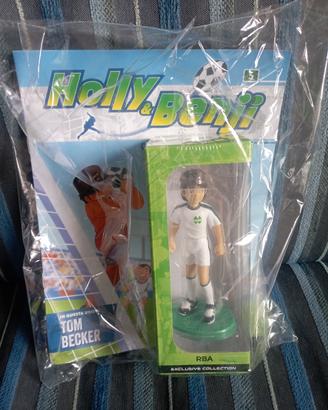 5
Holly & Benji
IN QUESTA USCITA
TOM
BECKER
RBA
EXCLUSIVE COLLECTION